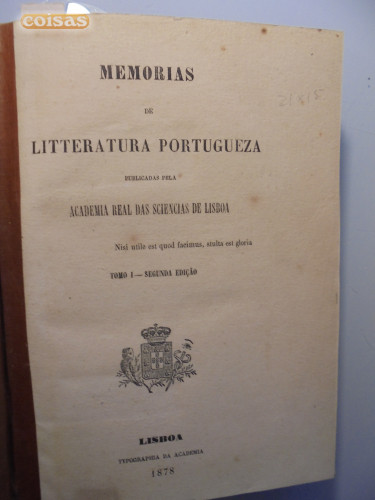 coisas
MEMORIAS
DE
LITTERATURA PORTUGUEZA
PUBLICADAS PELA
ACADEMIA REAL DAS SCIENCIAS DE LISBOA
Nisi utile est quod facimus, stulta est gloria
TOMO I — SEGUNDA EDIÇÃO
LISBOA
TYPOGRAPHIA DA ACADEMIA
1878